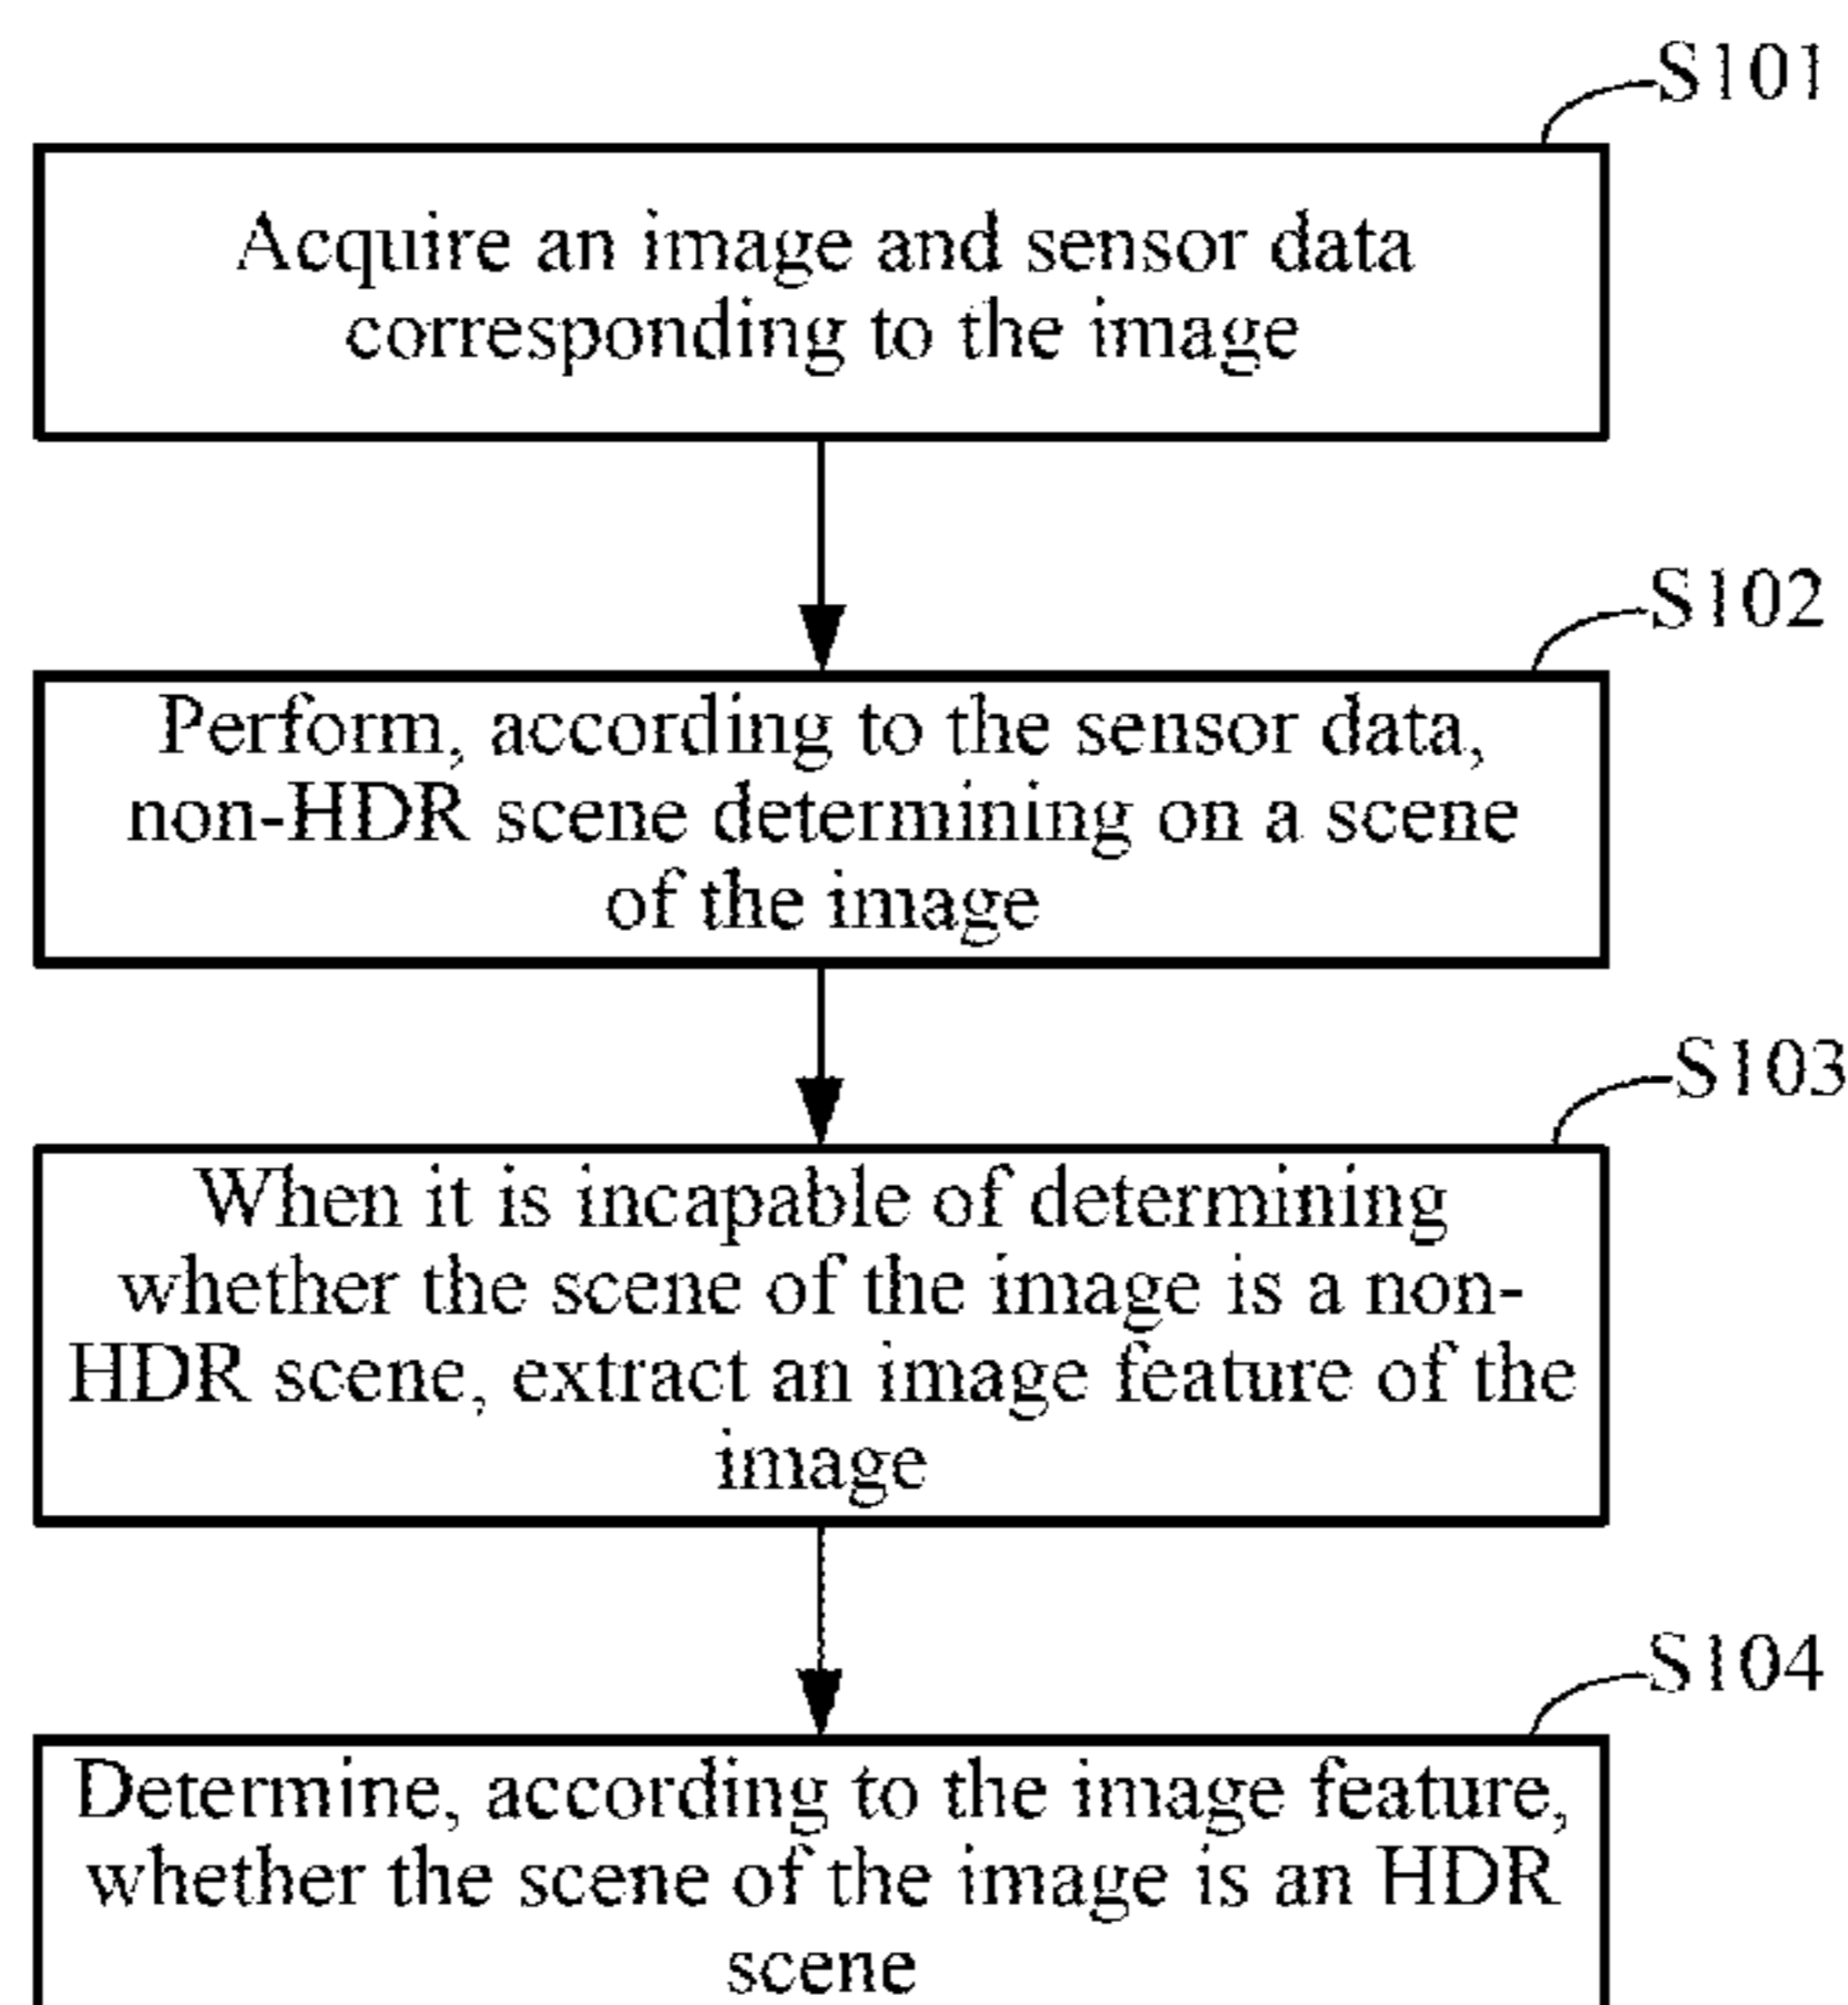 S101
Acquire an image and sensor data
corresponding to the image
S102
Perform, according to the sensor data,
non-HDR scene determining on a scene
of the image
S103
When it is incapable of determining
whether the scene of the image is a non-
HDR scene, extract an image feature of the
image
S104
Determine, according to the image feature,
whether the scene of the image is an HDR
scene